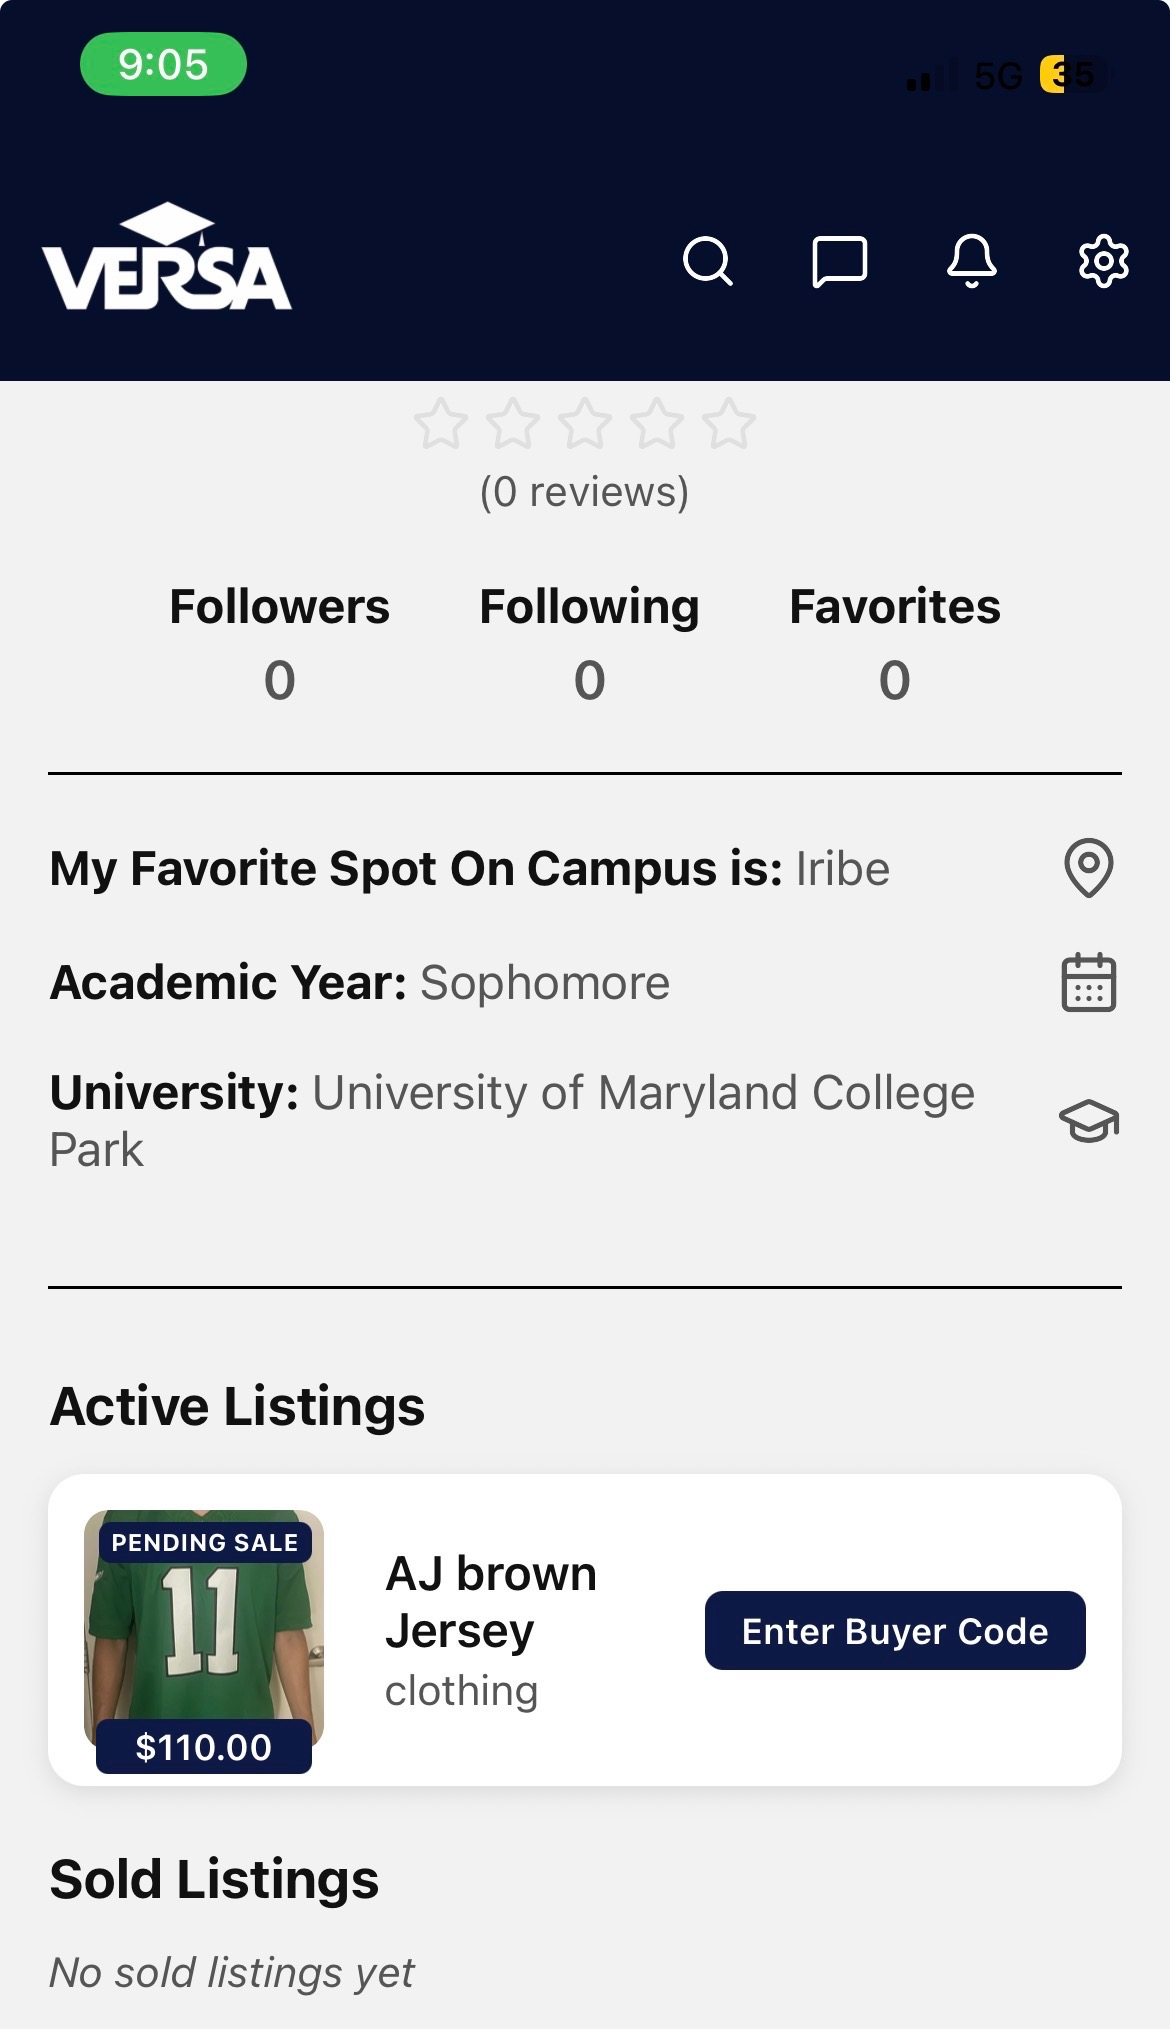 9:05
5G 35
VERSA
(0 reviews)
Followers Following Favorites
0 0 0
My Favorite Spot On Campus is: Iribe
Academic Year: Sophomore
University: University of Maryland College
Park
Active Listings
PENDING SALE
11
$110.00
AJ brown
Jersey
clothing
Enter Buyer Code
Sold Listings
No sold listings yet